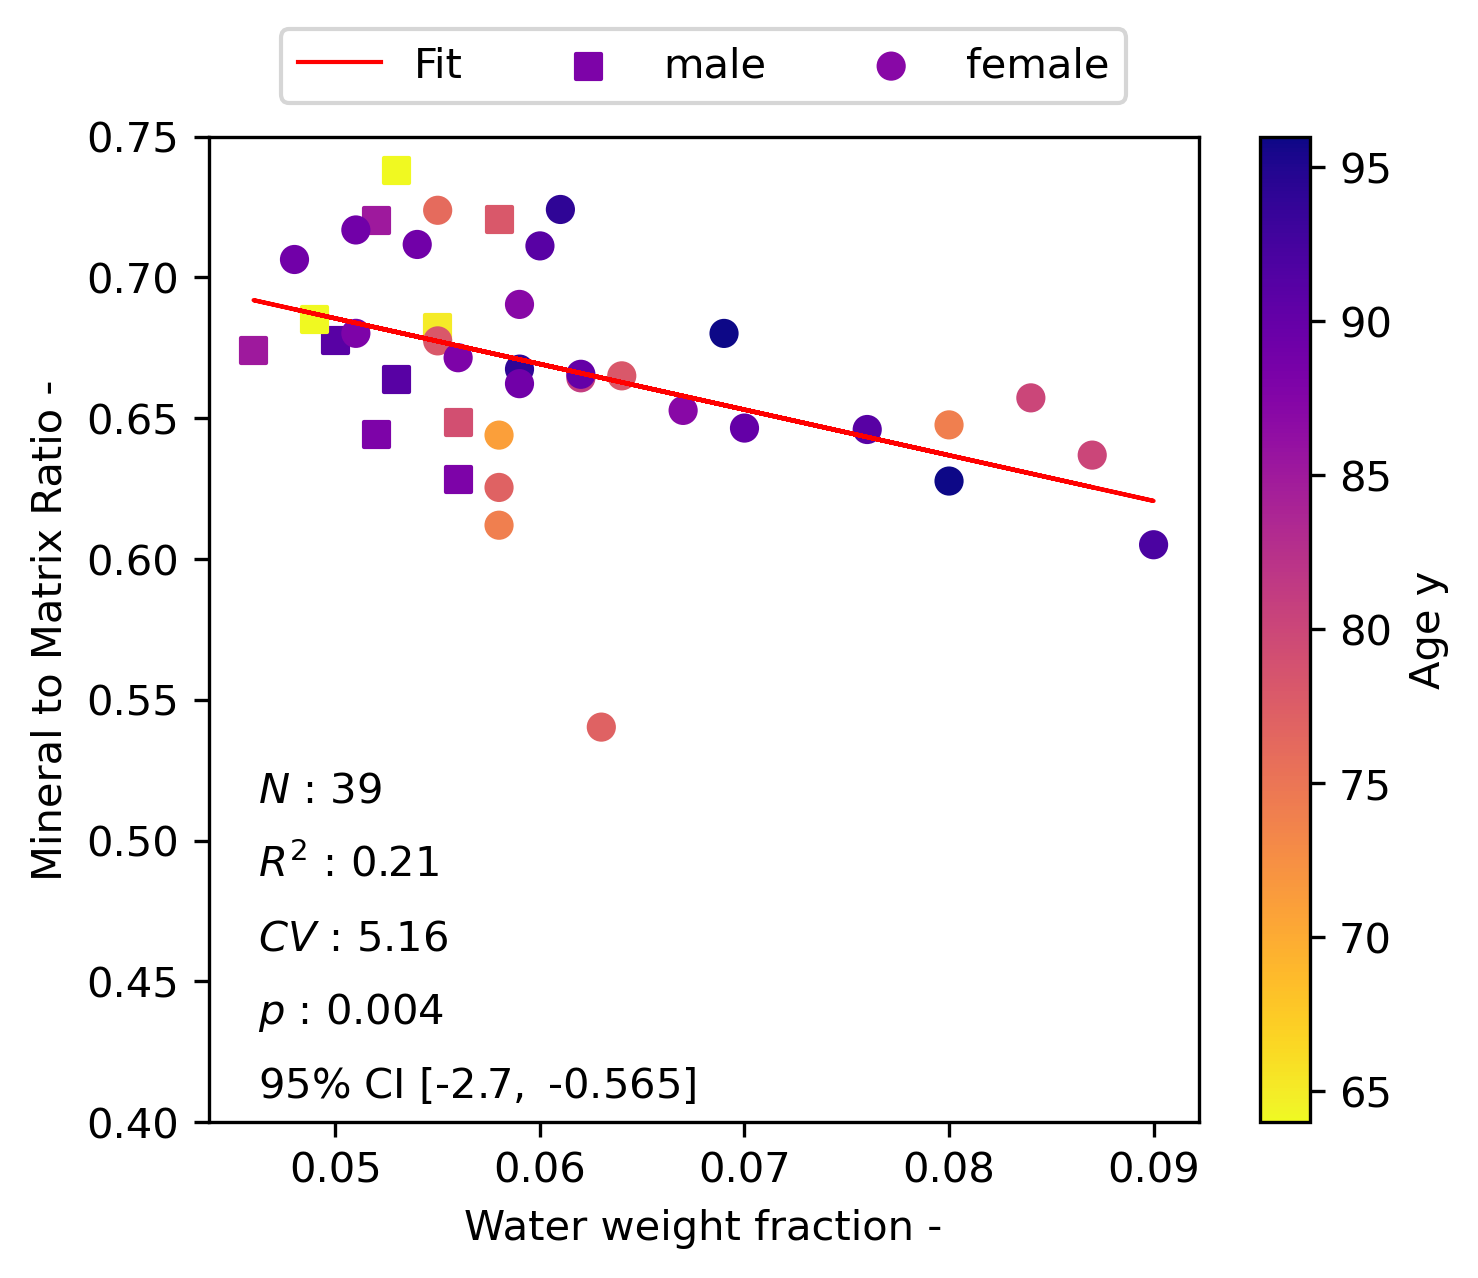 Fit male female
0.75
0.70
0.65
0.60
0.55
0.50
0.45
0.40
Mineral to Matrix Ratio -
N : 39
R² : 0.21
CV : 5.16
p : 0.004
95% CI [-2.7, -0.565]
0.05 0.06 0.07 0.08 0.09
Water weight fraction -
95
90
85
80
75
70
65
Age y